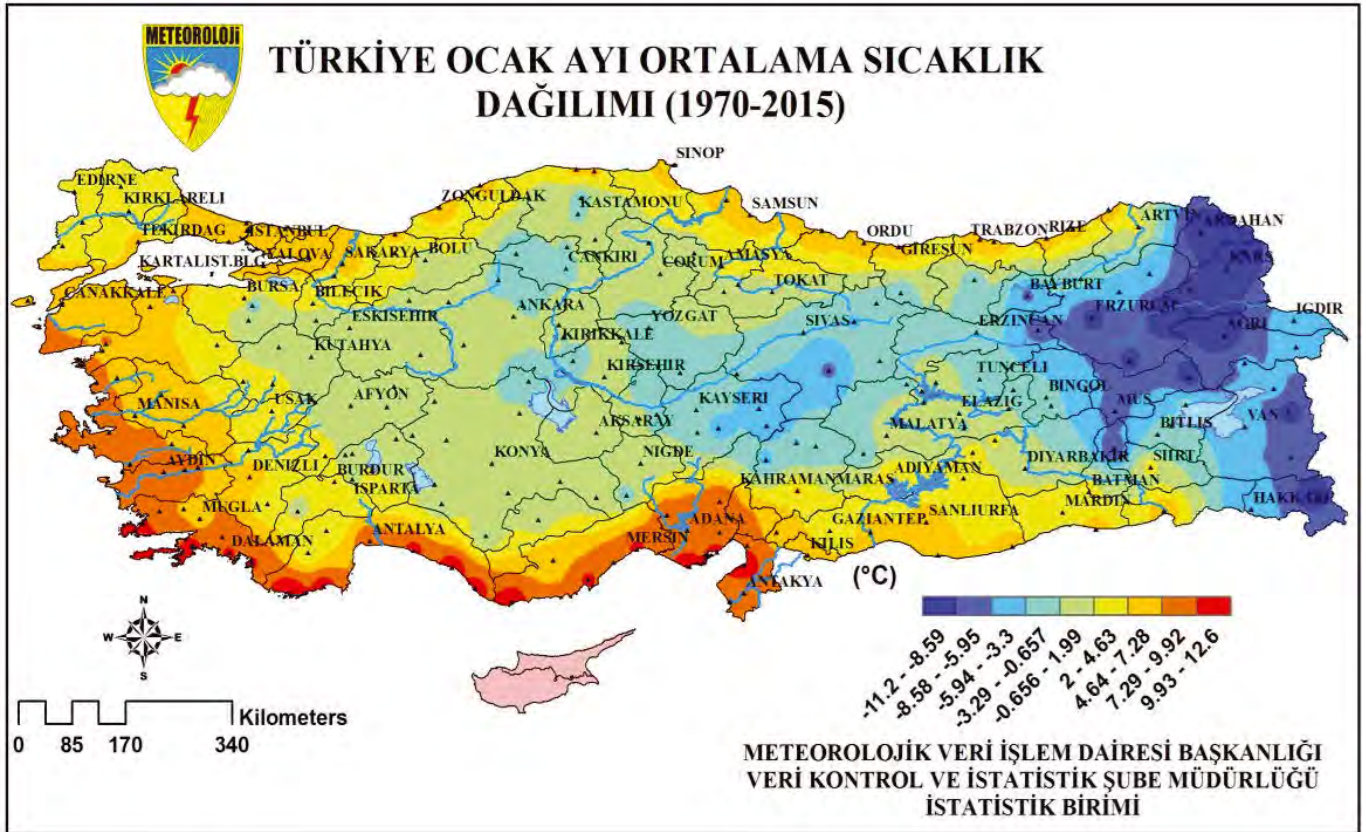 METEOROLOJİ
TÜRKİYE OCAK AYI ORTALAMA SICAKLIK
DAĞILIMI (1970-2015)
SINOP
EDIRNE
KIRKLARELI
ZONGULDAK
KASTAMONU
SAMSUN
TEKIRDAG
ISTANBUL
ORDU
TRABZON
RIZE
ARTVIN
ARDAHAN
YALOVA
SAKARYA
BOLU
GIRESUN
KARTALIST.BLG
CANKIRI
CORUM
AMASYA
KARS
CANAKKALE
BURSA
BILECIK
TOKAT
BAYBURT
ANKARA
ERZURUM
IGDIR
ESKISEHIR
YOZGAT
SIVAS
ERZINCAN
AGRI
KIRIKKALE
KUTAHYA
KIRSEHIR
TUNCELI
BINGOL
MANISA
USAK
AFYON
KAYSERI
ELAZIG
MUS
VAN
AKSARAY
MALATYA
BITLIS
AYDIN
DENIZLI
BURDUR
KONYA
NIGDE
DIYARBAKIR
SIIRT
ISPARTA
KAHRAMANMARAS
ADIYAMAN
BATMAN
MUGLA
MARDIN
HAKKARI
DALAMAN
ANTALYA
MERSIN
ADANA
GAZIANTEP
SANLIURFA
KILIS
ANTAKYA
(°C)
N
W E
S
-11.2 - -8.59
-8.58 - -5.95
-5.94 - -3.3
-3.29 - -0.657
-0.656 - 1.99
2 - 4.63
4.64 - 7.28
7.29 - 9.92
9.93 - 12.6
Kilometers
0 85 170 340
METEOROLOJİK VERİ İŞLEM DAİRESİ BAŞKANLIĞI
VERİ KONTROL VE İSTATİSTİK ŞUBE MÜDÜRLÜĞÜ
İSTATİSTİK BİRİMİ